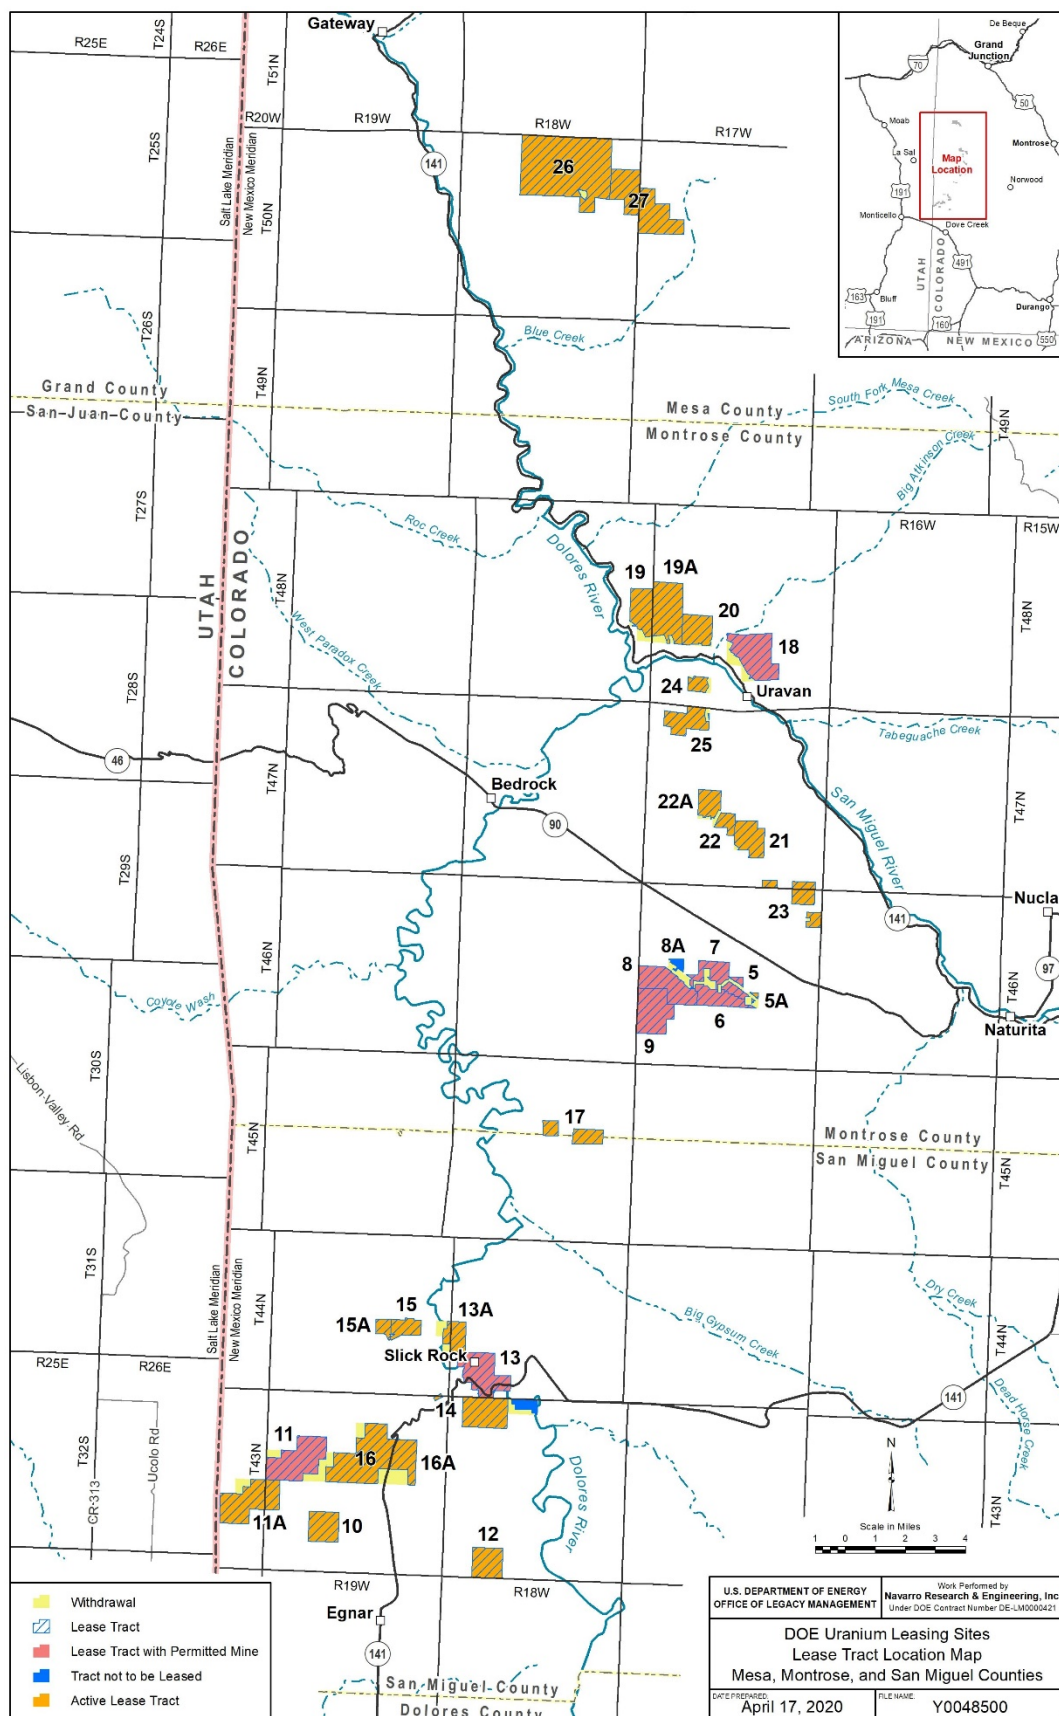 Gateway
R25E
T24S
R26E
T51N
R20W
R19W
R18W
R17W
141
26
27
T25S
Salt Lake Meridian
New Mexico Meridian
T50N
T26S
Blue Creek
T49N
Grand County
San Juan County
Mesa County
Montrose County
South Fork Mesa Creek
Big Atkinson Creek
T49N
De Beque
Grand Junction
70
50
Moab
Montrose
La Sal
Map Location
Norwood
191
Monticello
Dove Creek
491
UTAH
COLORADO
163
Bluff
191
160
Durango
550
ARIZONA
NEW MEXICO
T27S
Roc Creek
Dolores River
R16W
R15W
UTAH
COLORADO
T48N
19
19A
20
18
T48N
West Paradox Creek
T28S
24
Uravan
25
Tabeguache Creek
46
T47N
Bedrock
90
22A
22
21
San Miguel River
T47N
T29S
23
141
Nucla
97
T46N
8A
7
8
5
5A
6
9
T46N
Naturita
Coyote Wash
T30S
Lisbon Valley Rd
T45N
17
Montrose County
San Miguel County
T45N
T31S
Salt Lake Meridian
New Mexico Meridian
T44N
15
15A
13A
Slick Rock
13
Big Gypsum Creek
Dry Creek
T44N
R25E
R26E
141
Dead Horse Creek
14
T32S
CR 313
Ucolo Rd
11
T43N
16
16A
11A
10
12
Dolores River
T43N
N
Scale in Miles
1 0 1 2 3 4
R19W
R18W
Egnar
141
San Miguel County
Dolores County
Withdrawal
Lease Tract
Lease Tract with Permitted Mine
Tract not to be Leased
Active Lease Tract
U.S. DEPARTMENT OF ENERGY
OFFICE OF LEGACY MANAGEMENT
Work Performed by
Navarro Research & Engineering, Inc.
Under DOE Contract Number DE-LM0000421
DOE Uranium Leasing Sites
Lease Tract Location Map
Mesa, Montrose, and San Miguel Counties
DATE PREPARED:
April 17, 2020
FILE NAME:
Y0048500